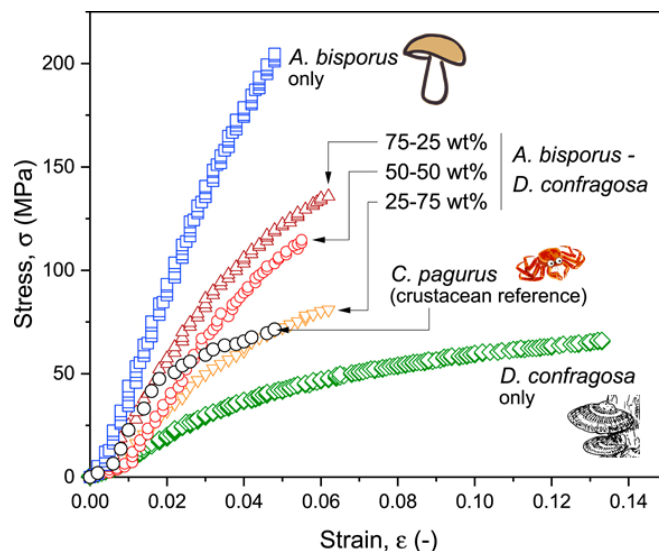 200
150
100
50
0
Stress, σ (MPa)
A. bisporus
only
75-25 wt%
50-50 wt%
25-75 wt%
A. bisporus -
D. confragosa
C. pagurus
(crustacean reference)
D. confragosa
only
0.00 0.02 0.04 0.06 0.08 0.10 0.12 0.14
Strain, ε (-)